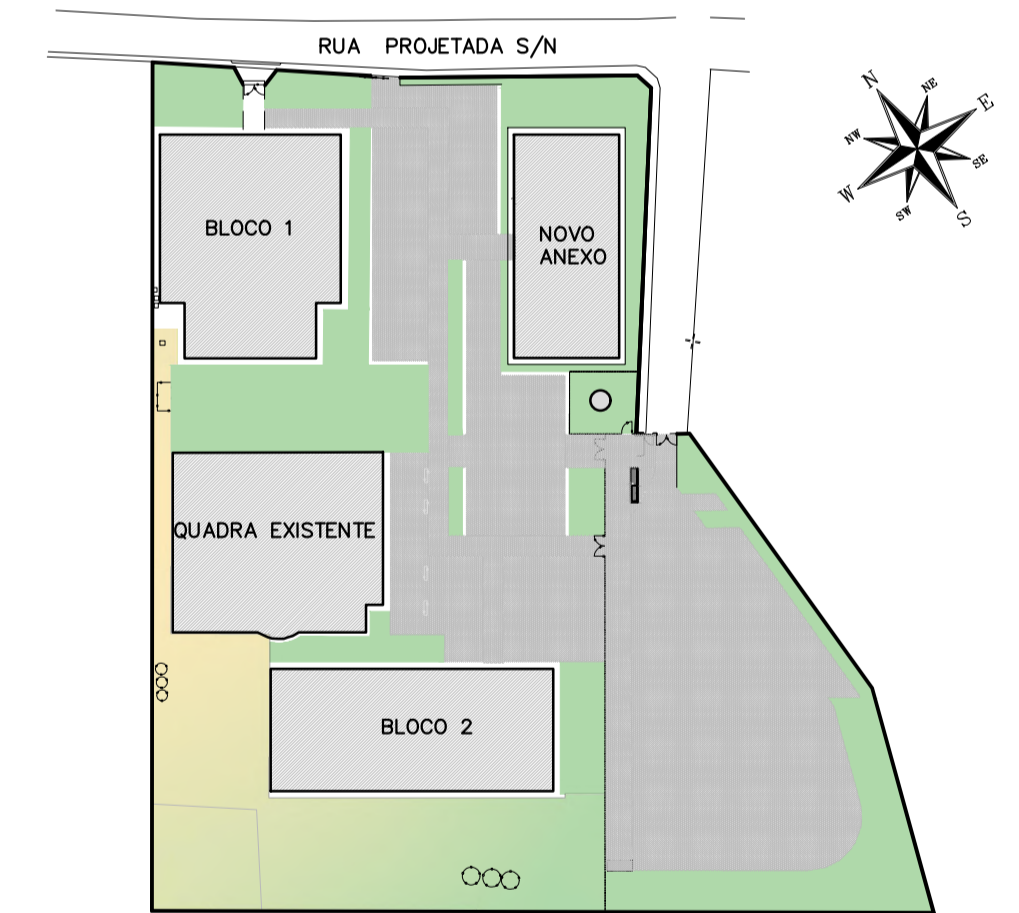 RUA PROJETADA S/N
N
NE
E
NW
SE
W
SW
S
BLOCO 1
NOVO
ANEXO
QUADRA EXISTENTE
BLOCO 2